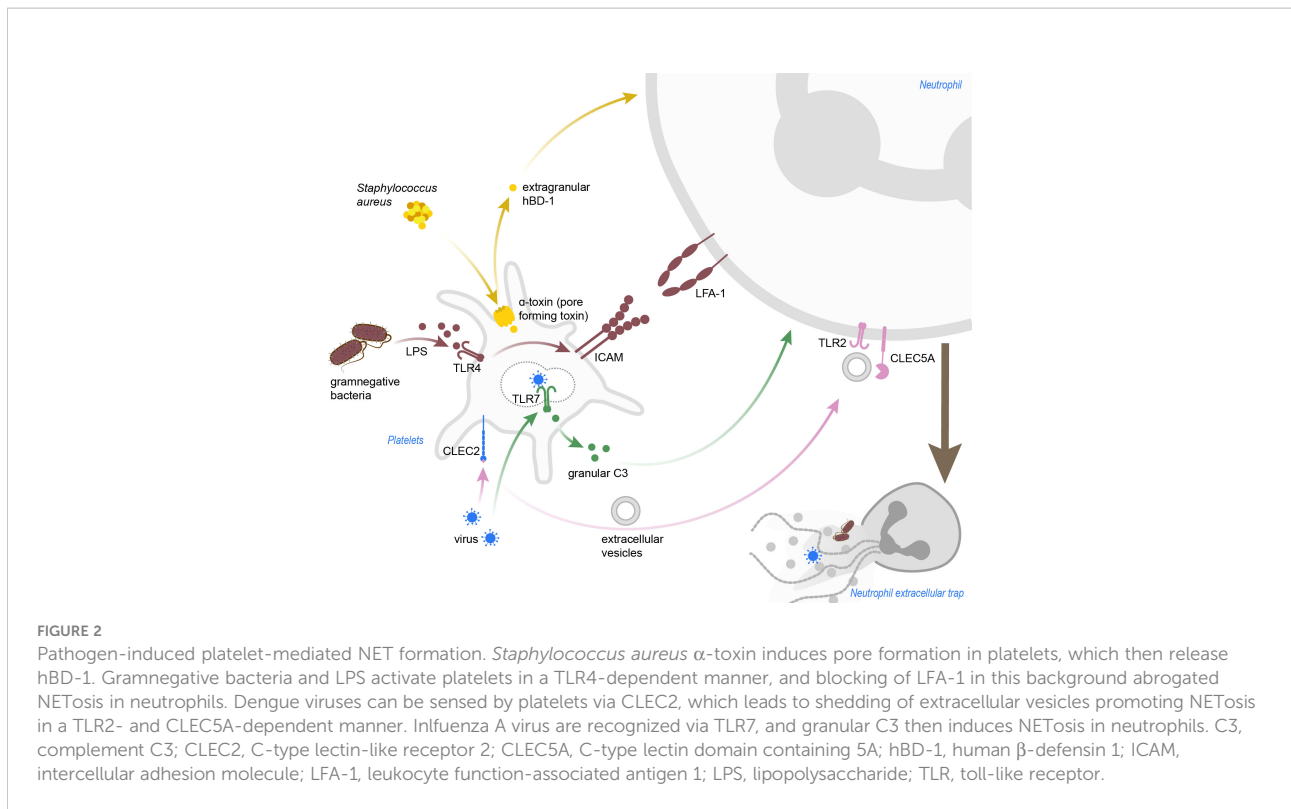 Neutrophil
Staphylococcus
aureus
extragranular
hBD-1
LFA-1
α-toxin (pore
forming toxin)
ICAM
LPS
TLR4
gramnegative
bacteria
TLR2
CLEC5A
TLR7
Platelets
CLEC2
granular C3
virus
extracellular
vesicles
Neutrophil extracellular trap
FIGURE 2
Pathogen-induced platelet-mediated NET formation. Staphylococcus aureus α-toxin induces pore formation in platelets, which then release
hBD-1. Gramnegative bacteria and LPS activate platelets in a TLR4-dependent manner, and blocking of LFA-1 in this background abrogated
NETosis in neutrophils. Dengue viruses can be sensed by platelets via CLEC2, which leads to shedding of extracellular vesicles promoting NETosis
in a TLR2- and CLEC5A-dependent manner. Inlfuenza A virus are recognized via TLR7, and granular C3 then induces NETosis in neutrophils. C3,
complement C3; CLEC2, C-type lectin-like receptor 2; CLEC5A, C-type lectin domain containing 5A; hBD-1, human β-defensin 1; ICAM,
intercellular adhesion molecule; LFA-1, leukocyte function-associated antigen 1; LPS, lipopolysaccharide; TLR, toll-like receptor.